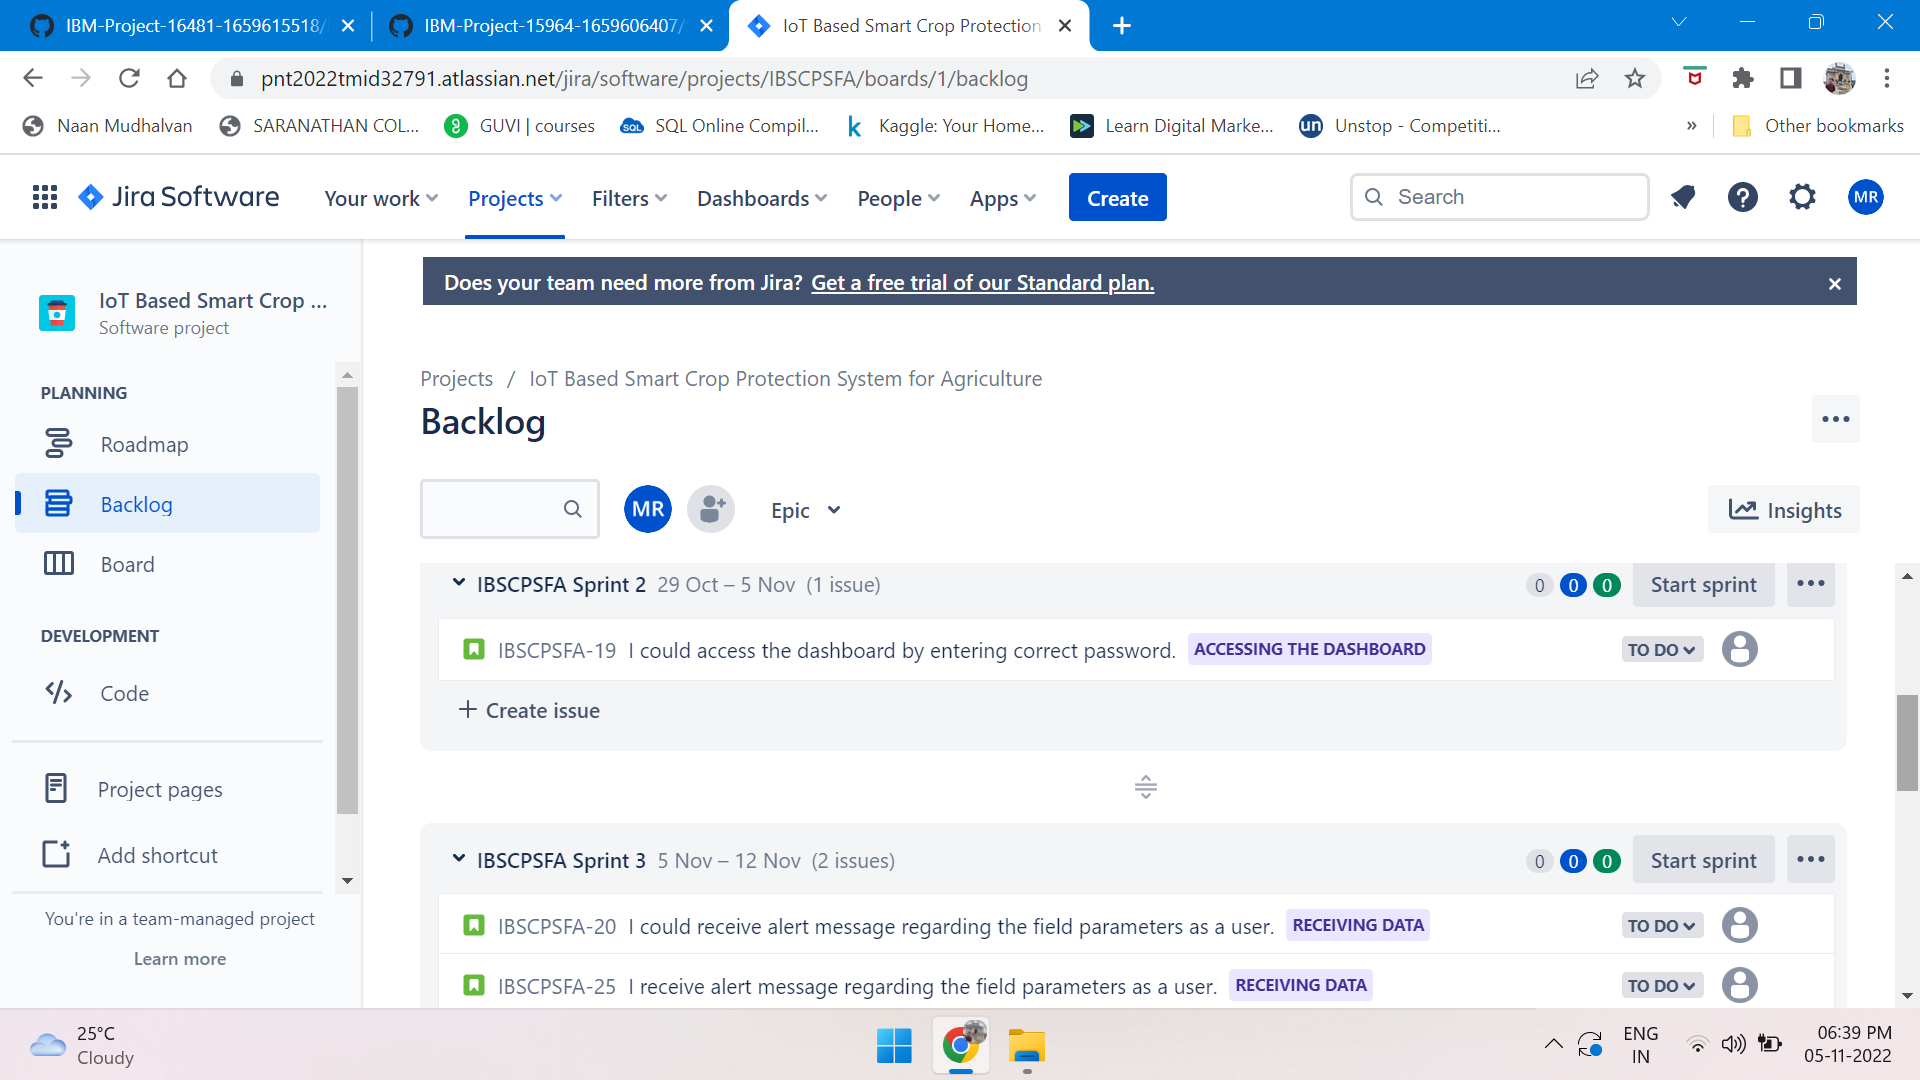 IBM-Project-16481-1659615518/
IBM-Project-15964-1659606407/
IoT Based Smart Crop Protection
pnt2022tmid32791.atlassian.net/jira/software/projects/IBSCPSFA/boards/1/backlog
Naan Mudhalvan
SARANATHAN COL...
GUVI | courses
SQL
SQL Online Compil...
k
Kaggle: Your Home...
Learn Digital Marke...
un
Unstop - Competiti...
»
Other bookmarks
Jira Software
Your work
Projects
Filters
Dashboards
People
Apps
Create
Search
MR
IoT Based Smart Crop ...
Software project
Does your team need more from Jira? Get a free trial of our Standard plan.
PLANNING
Roadmap
Backlog
Board
DEVELOPMENT
Code
Project pages
Add shortcut
You're in a team-managed project
Learn more
Projects / IoT Based Smart Crop Protection System for Agriculture
Backlog
MR
Epic
Insights
IBSCPSFA Sprint 2 29 Oct – 5 Nov (1 issue)
0 0 0 Start sprint
IBSCPSFA-19 I could access the dashboard by entering correct password. ACCESSING THE DASHBOARD TO DO
+ Create issue
IBSCPSFA Sprint 3 5 Nov – 12 Nov (2 issues)
0 0 0 Start sprint
IBSCPSFA-20 I could receive alert message regarding the field parameters as a user. RECEIVING DATA TO DO
IBSCPSFA-25 I receive alert message regarding the field parameters as a user. RECEIVING DATA TO DO
25°C
Cloudy
ENG
IN
06:39 PM
05-11-2022